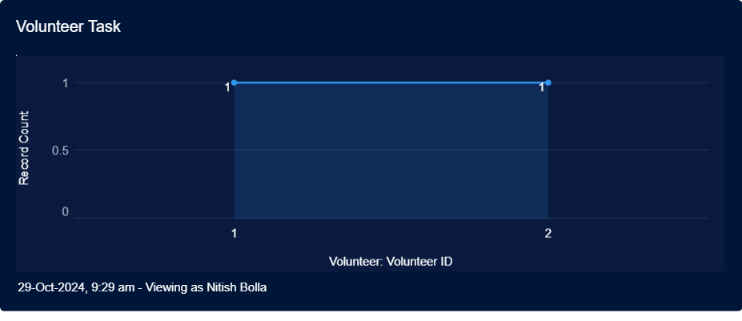 Volunteer Task
1
1
1
Record Count
0.5
0
1
2
Volunteer: Volunteer ID
29-Oct-2024, 9:29 am - Viewing as Nitish Bolla